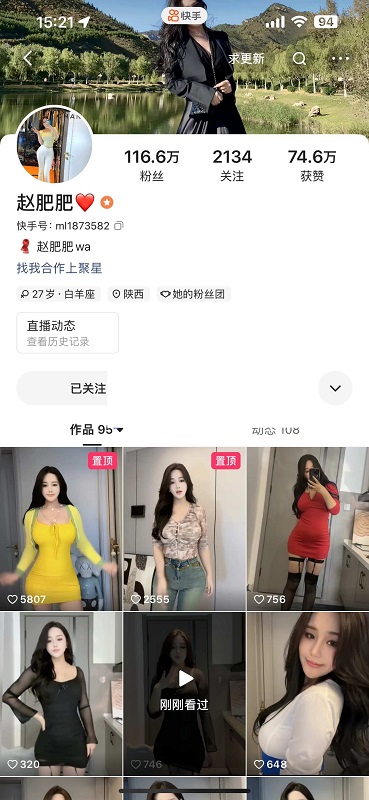 15:21
快手
94
求更新
116.6万
2134
74.6万
粉丝
关注
获赞
赵肥肥❤️
快手号: ml1873582
赵肥肥wa
找我合作上聚星
27岁·白羊座
陕西
她的粉丝团
直播动态
查看历史记录
已关注
作品 95
动态 108
置顶
置顶
5807
2555
756
刚刚看过
320
746
648